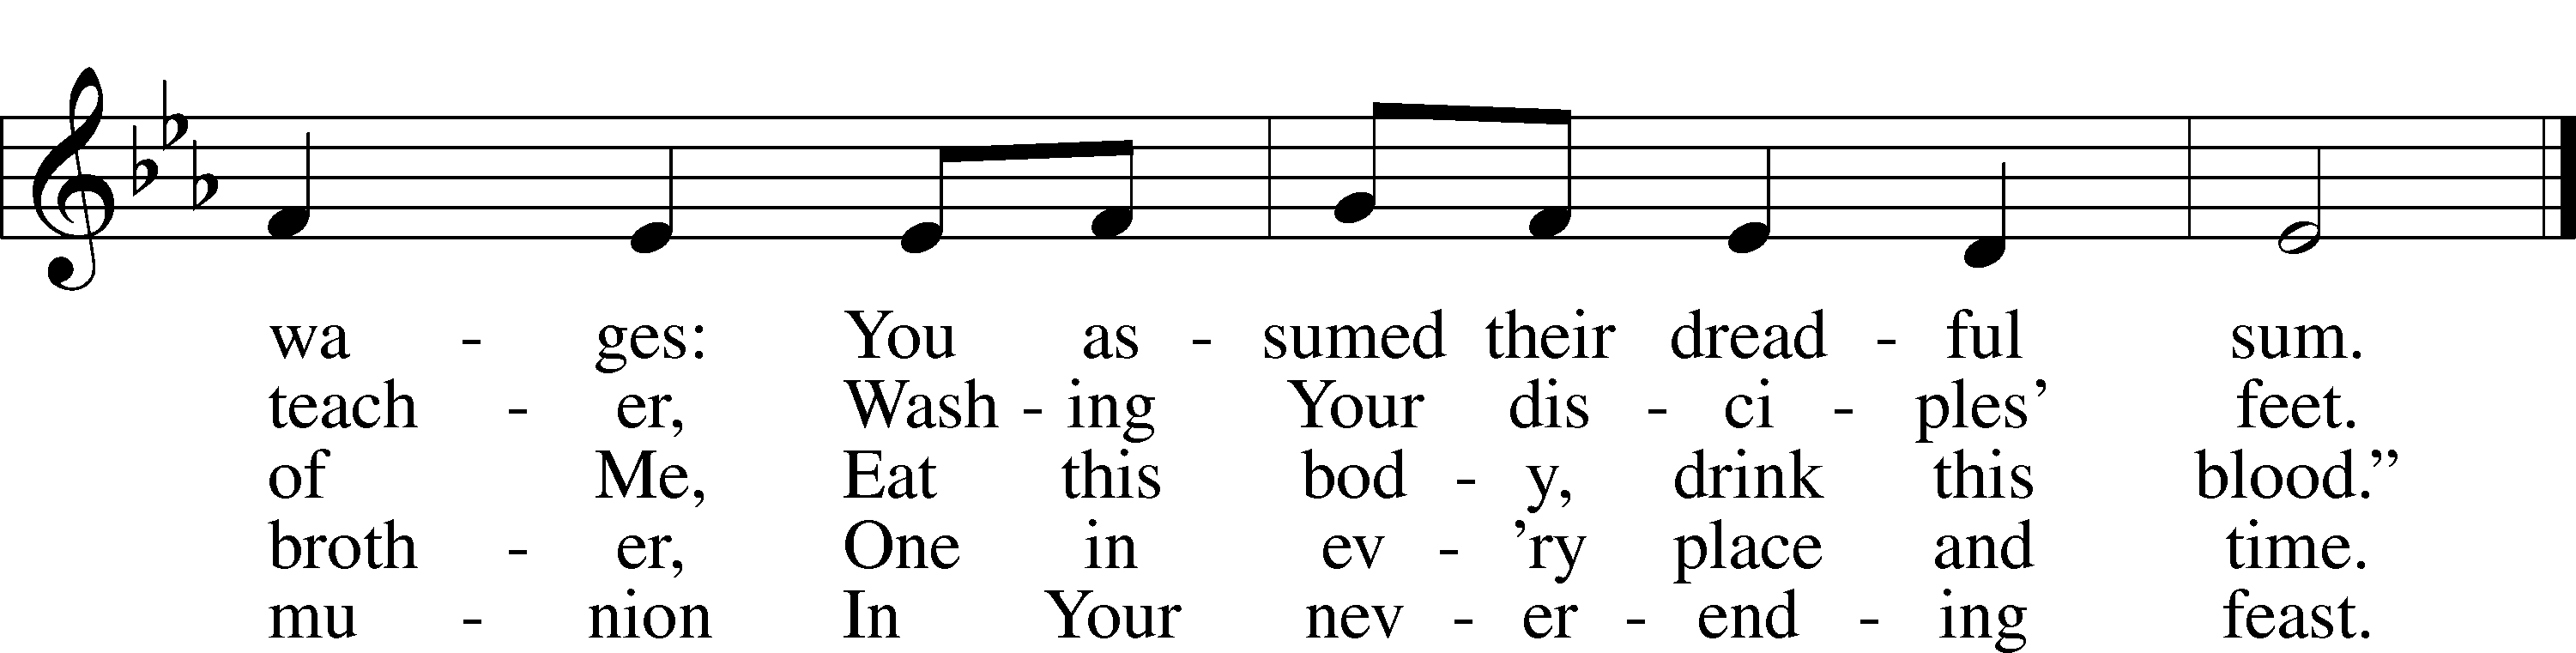 wa - ges: You as - sumed their dread - ful sum.
teach - er, Wash - ing Your dis - ci - ples’ feet.
of Me, Eat this bod - y, drink this blood.”
broth - er, One in ev - ’ry place and time.
mu - nion In Your nev - er - end - ing feast.